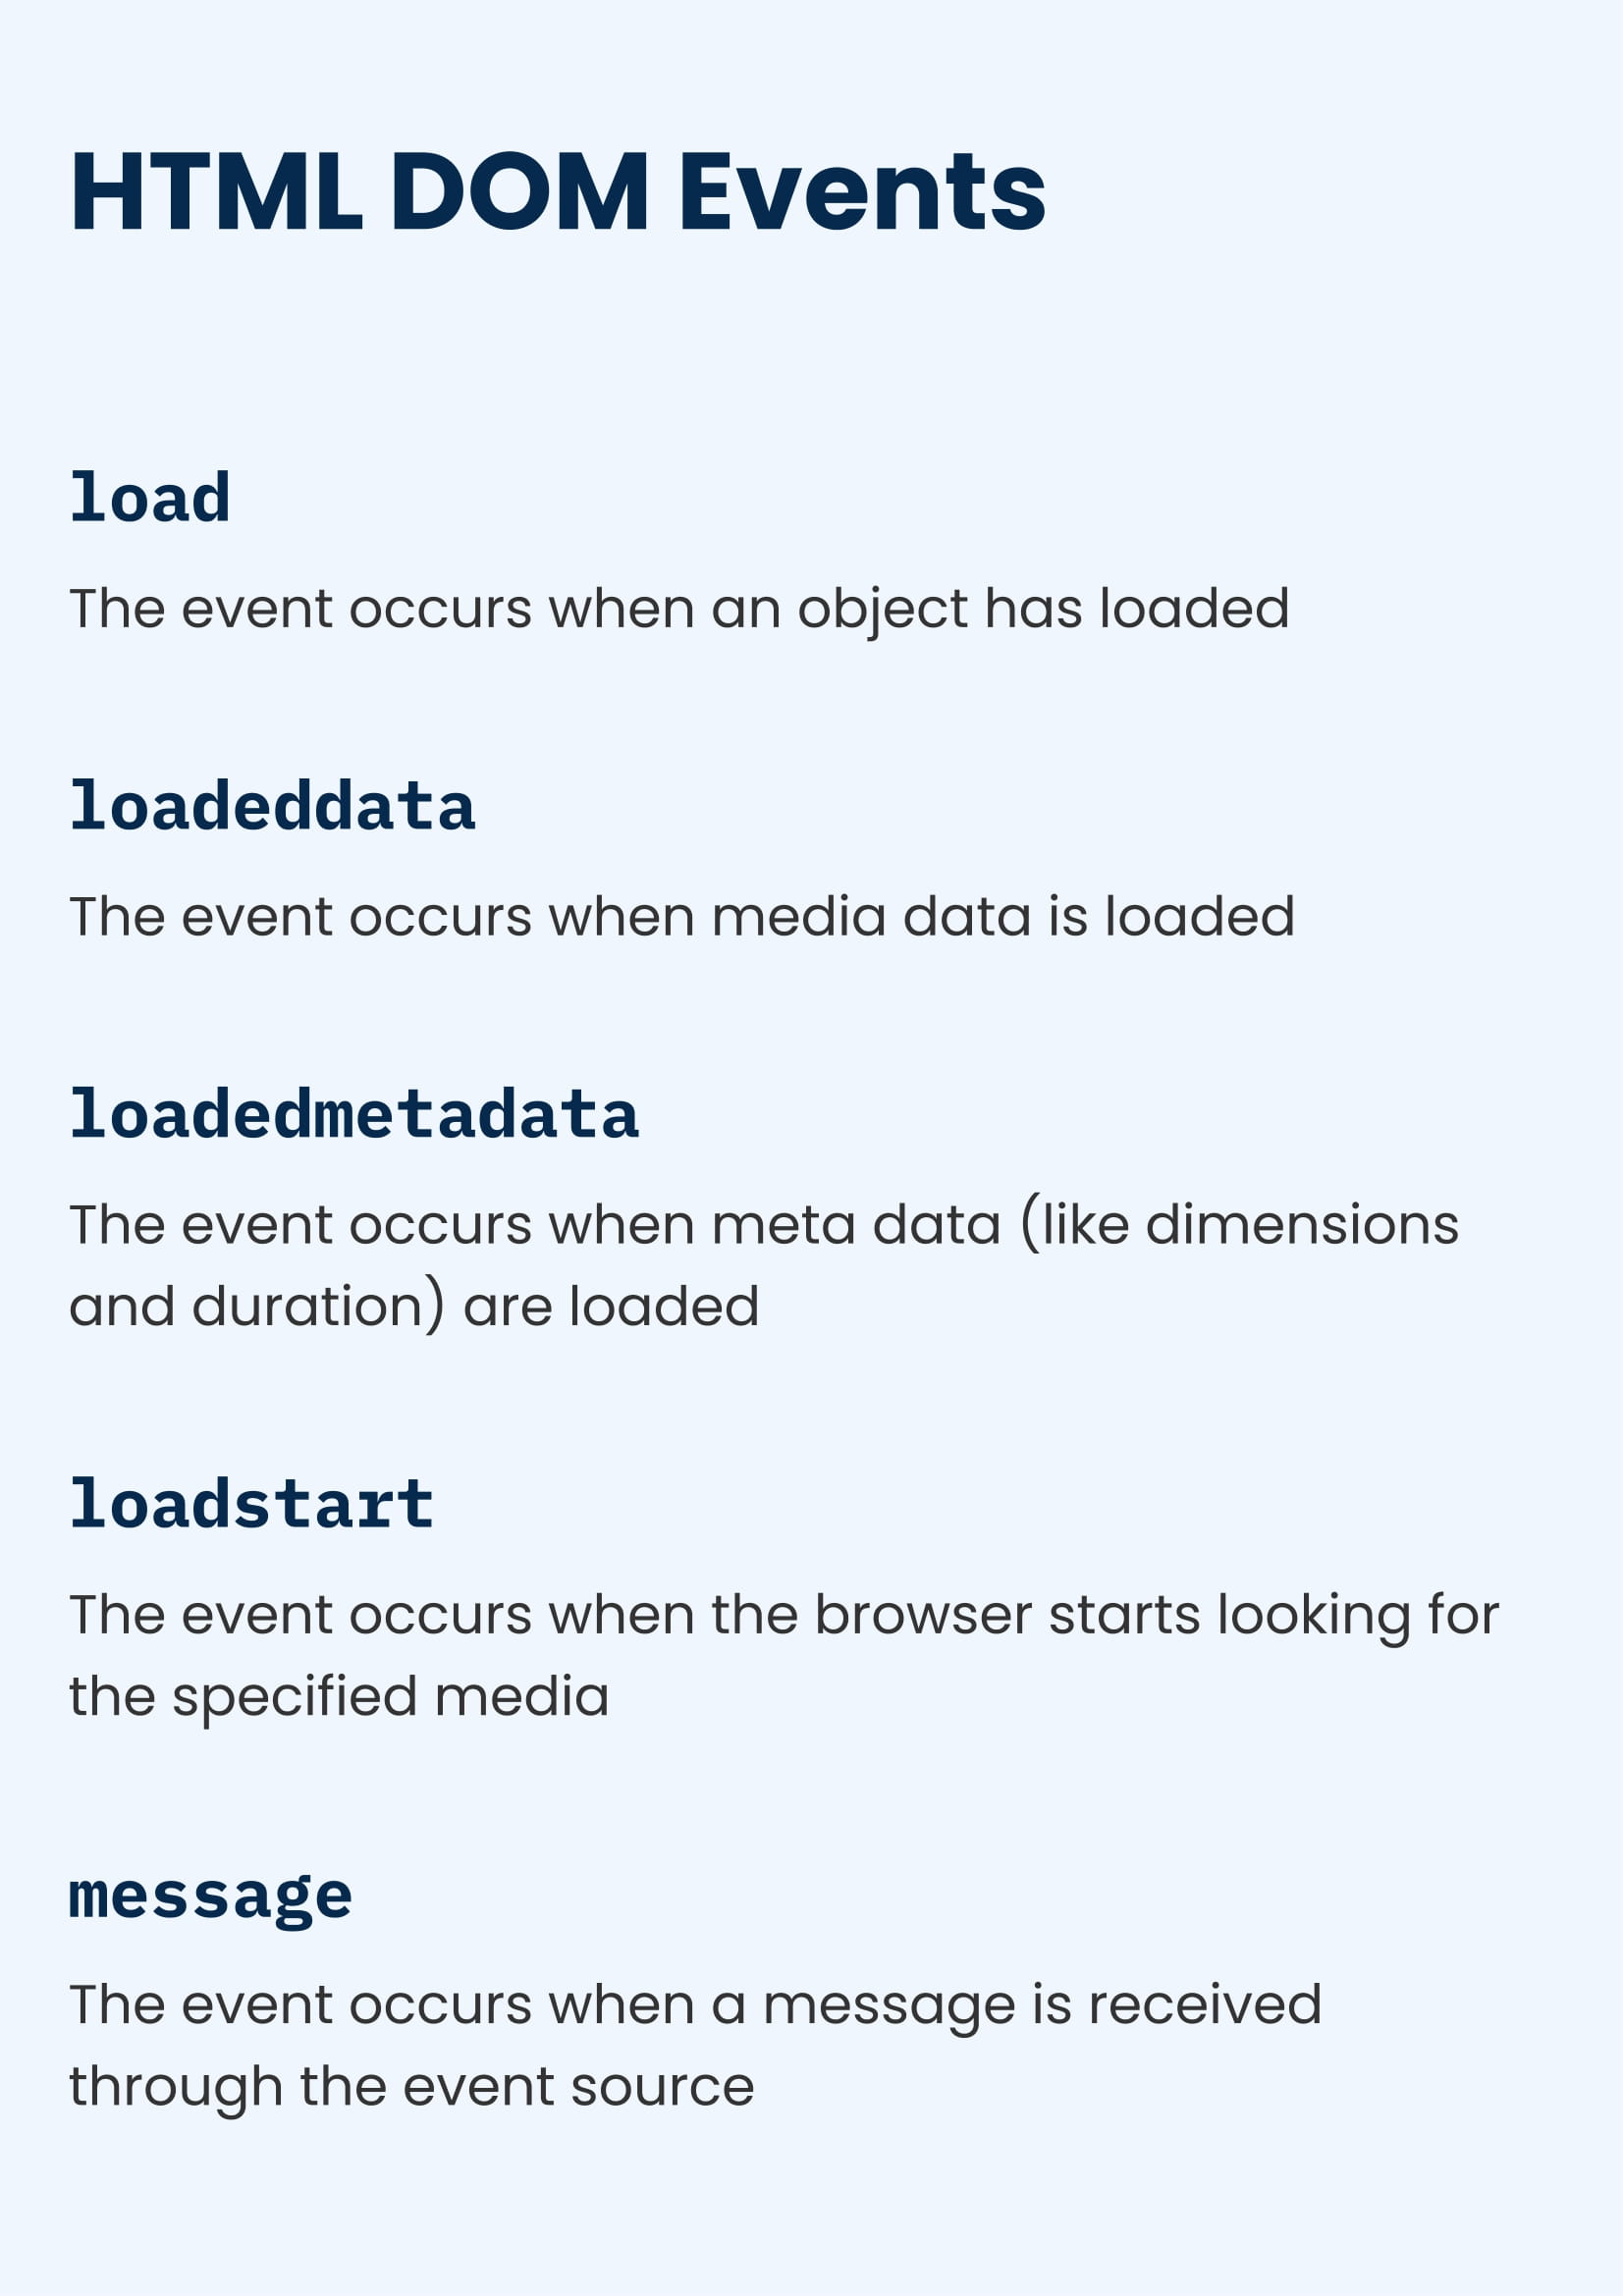 HTML DOM Events
load
The event occurs when an object has loaded
loadeddata
The event occurs when media data is loaded
loadedmetadata
The event occurs when meta data (like dimensions
and duration) are loaded
loadstart
The event occurs when the browser starts looking for
the specified media
message
The event occurs when a message is received
through the event source